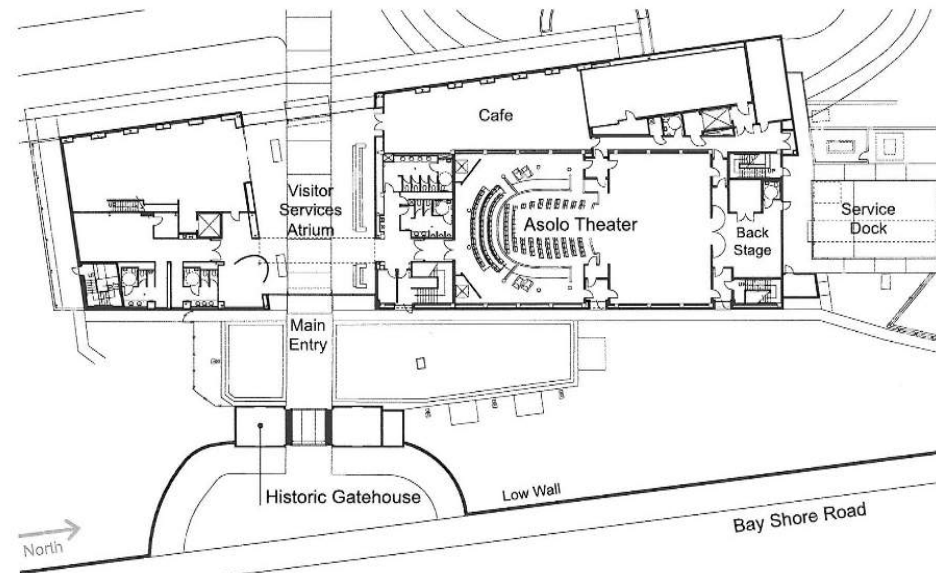 Cafe
Visitor
Services
Atrium
Asolo Theater
Back
Stage
Service
Dock
Main
Entry
Historic Gatehouse
Low Wall
Bay Shore Road
North